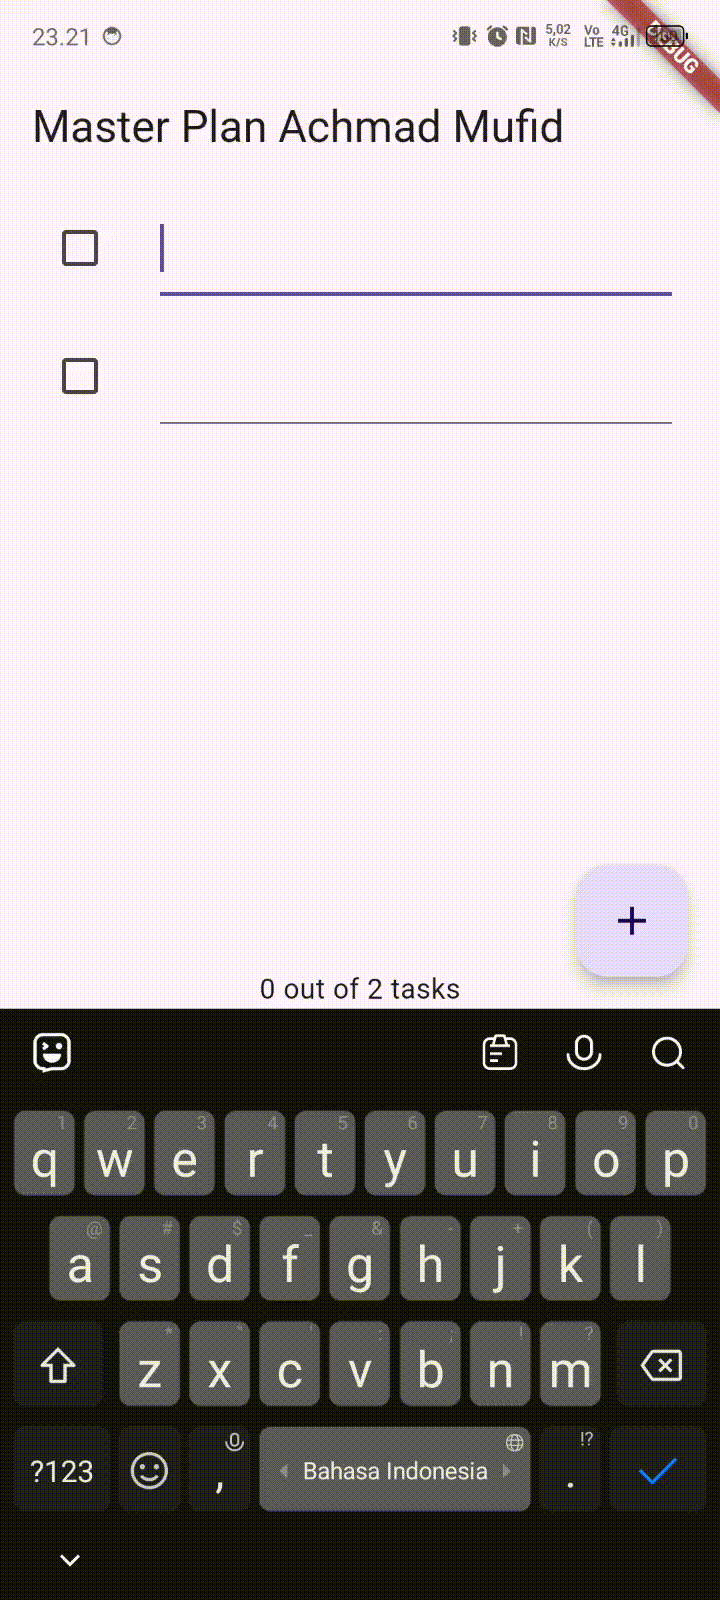 23.21 5,02 K/S Vo LTE 4G
Master Plan Achmad Mufid
0 out of 2 tasks
1 2 3 4 5 6 7 8 9 0
q w e r t y u i o p
@ # $ _ & - + ( )
a s d f g h j k l
* " ' : ; ! ?
z x c v b n m
!?
?123 , Bahasa Indonesia .